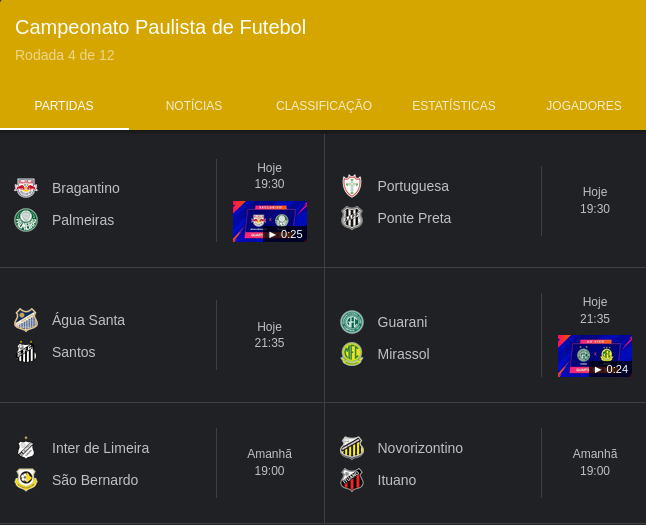 Campeonato Paulista de Futebol
Rodada 4 de 12
PARTIDAS
NOTÍCIAS
CLASSIFICAÇÃO
ESTATÍSTICAS
JOGADORES
Bragantino
Palmeiras
Hoje
19:30
0:25
Portuguesa
Ponte Preta
Hoje
19:30
Água Santa
Santos
Hoje
21:35
Guarani
Mirassol
Hoje
21:35
0:24
Inter de Limeira
São Bernardo
Amanhã
19:00
Novorizontino
Ituano
Amanhã
19:00